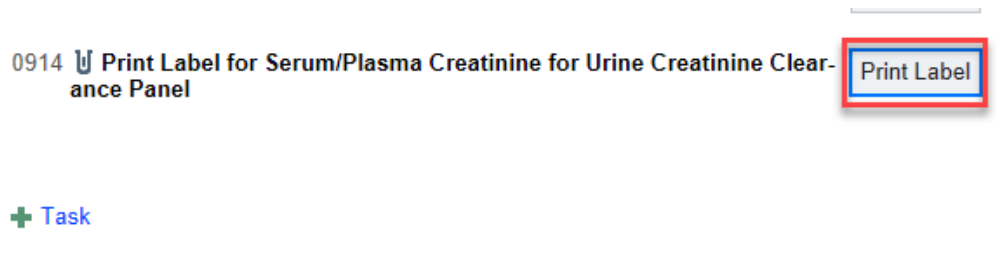 0914 Print Label for Serum/Plasma Creatinine for Urine Creatinine Clear-
ance Panel
Print Label
Task